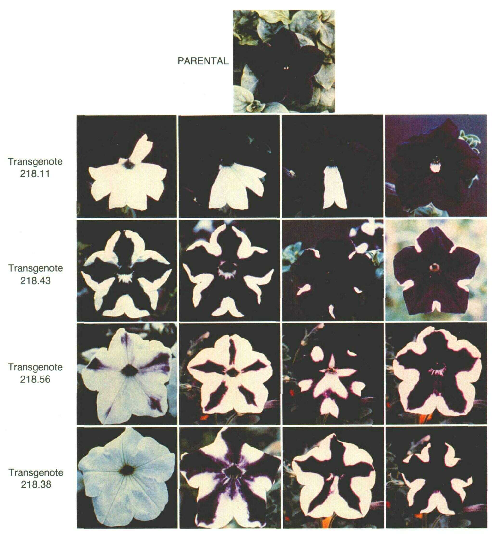 PARENTAL
Transgenote
218.11
Transgenote
218.43
Transgenote
218.56
Transgenote
218.38